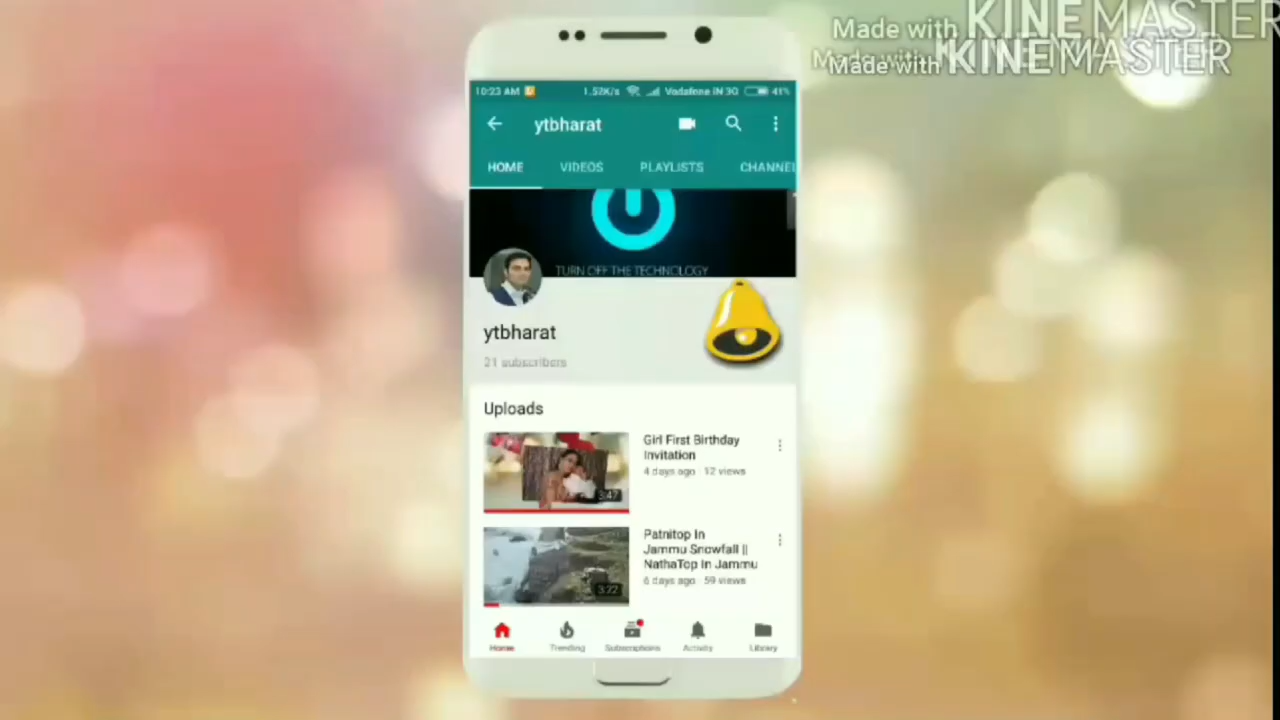 Made with KINEMASTER
Made with KINEMASTER
10:23 AM 1.52K/s Vodafone IN 3G 41%
ytbharat
HOME VIDEOS PLAYLISTS CHANNEL
TURN OFF THE TECHNOLOGY
ytbharat
21 subscribers
Uploads
Girl First Birthday
Invitation
4 days ago · 12 views
3:47
Patnitop In
Jammu Snowfall ||
NathaTop In Jammu
6 days ago · 59 views
3:22
Home Trending Subscriptions Activity Library